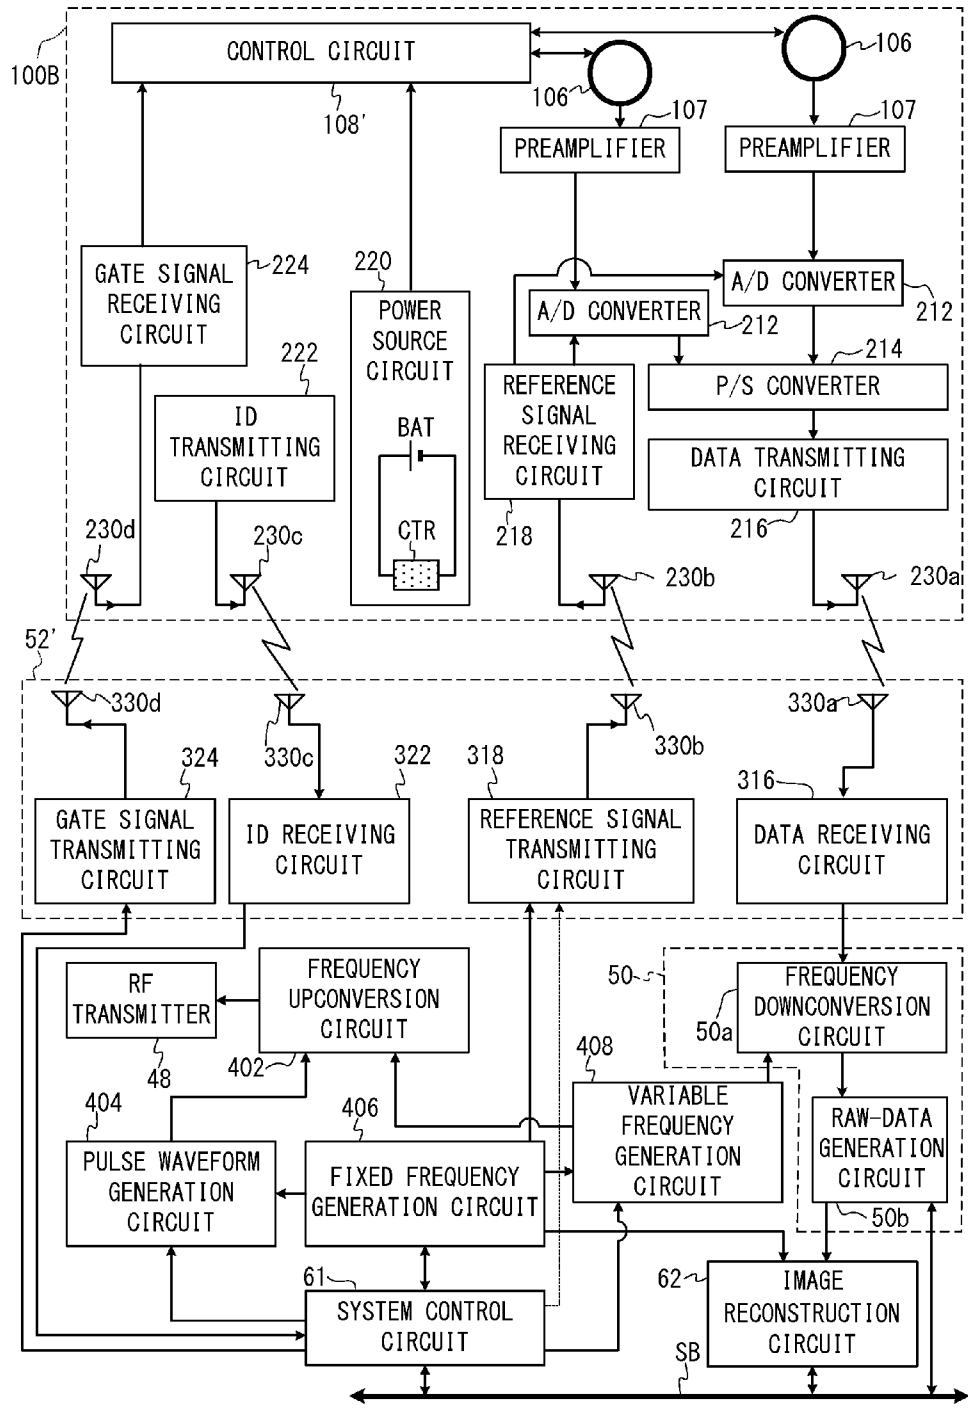 100B
CONTROL CIRCUIT
108'
106
106
107
107
PREAMPLIFIER
PREAMPLIFIER
GATE SIGNAL
RECEIVING
CIRCUIT
224
220
POWER
SOURCE
CIRCUIT
BAT
CTR
A/D CONVERTER
212
A/D CONVERTER
212
222
ID
TRANSMITTING
CIRCUIT
REFERENCE
SIGNAL
RECEIVING
CIRCUIT
218
214
P/S CONVERTER
DATA TRANSMITTING
CIRCUIT
216
230d
230c
230b
230a
52'
330d
330c
330b
330a
324
322
318
316
GATE SIGNAL
TRANSMITTING
CIRCUIT
ID RECEIVING
CIRCUIT
REFERENCE SIGNAL
TRANSMITTING
CIRCUIT
DATA RECEIVING
CIRCUIT
RF
TRANSMITTER
48
FREQUENCY
UPCONVERSION
CIRCUIT
402
50
50a
FREQUENCY
DOWNCONVERSION
CIRCUIT
404
406
408
PULSE WAVEFORM
GENERATION
CIRCUIT
FIXED FREQUENCY
GENERATION CIRCUIT
VARIABLE
FREQUENCY
GENERATION
CIRCUIT
RAW-DATA
GENERATION
CIRCUIT
50b
61
SYSTEM CONTROL
CIRCUIT
62
IMAGE
RECONSTRUCTION
CIRCUIT
SB